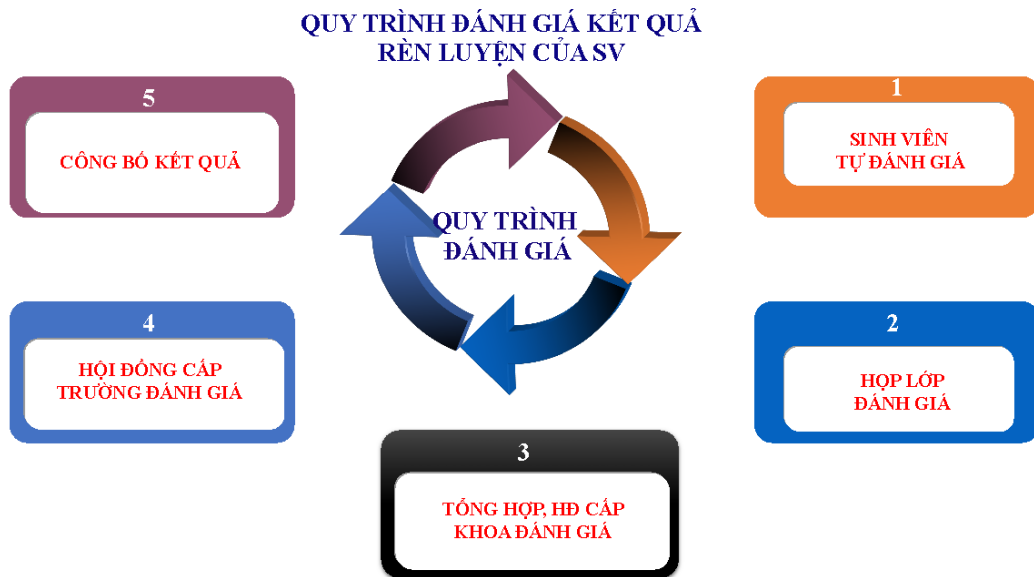 QUY TRÌNH ĐÁNH GIÁ KẾT QUẢ
RÈN LUYỆN CỦA SV
QUY TRÌNH
ĐÁNH GIÁ
1
SINH VIÊN
TỰ ĐÁNH GIÁ
2
HỌP LỚP
ĐÁNH GIÁ
3
TỔNG HỢP, HĐ CẤP
KHOA ĐÁNH GIÁ
4
HỘI ĐỒNG CẤP
TRƯỜNG ĐÁNH GIÁ
5
CÔNG BỐ KẾT QUẢ